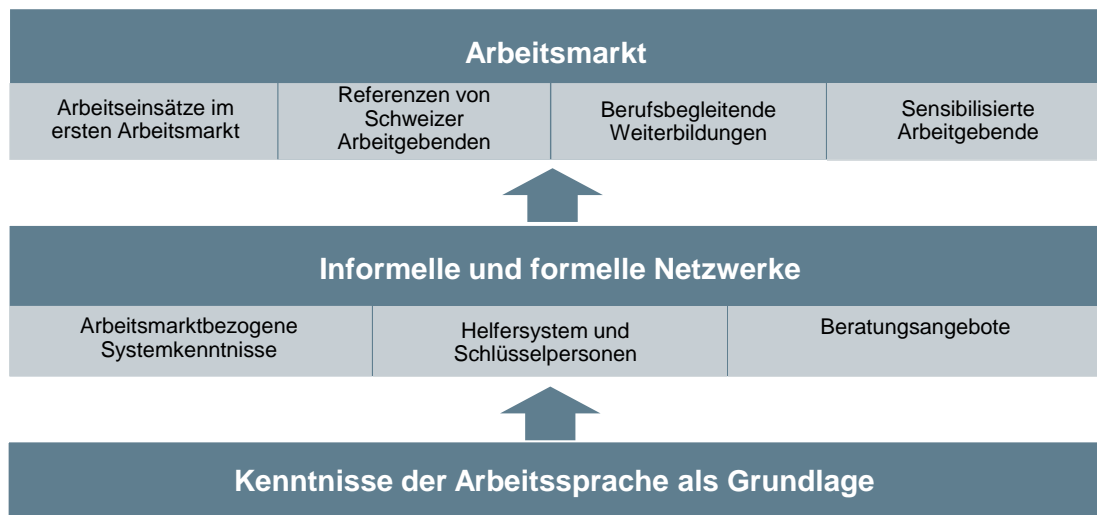 Arbeitsmarkt
Arbeitseinsätze im
ersten Arbeitsmarkt
Referenzen von
Schweizer
Arbeitgebenden
Berufsbegleitende
Weiterbildungen
Sensibilisierte
Arbeitgebende
Informelle und formelle Netzwerke
Arbeitsmarktbezogene
Systemkenntnisse
Helfersystem und
Schlüsselpersonen
Beratungsangebote
Kenntnisse der Arbeitssprache als Grundlage